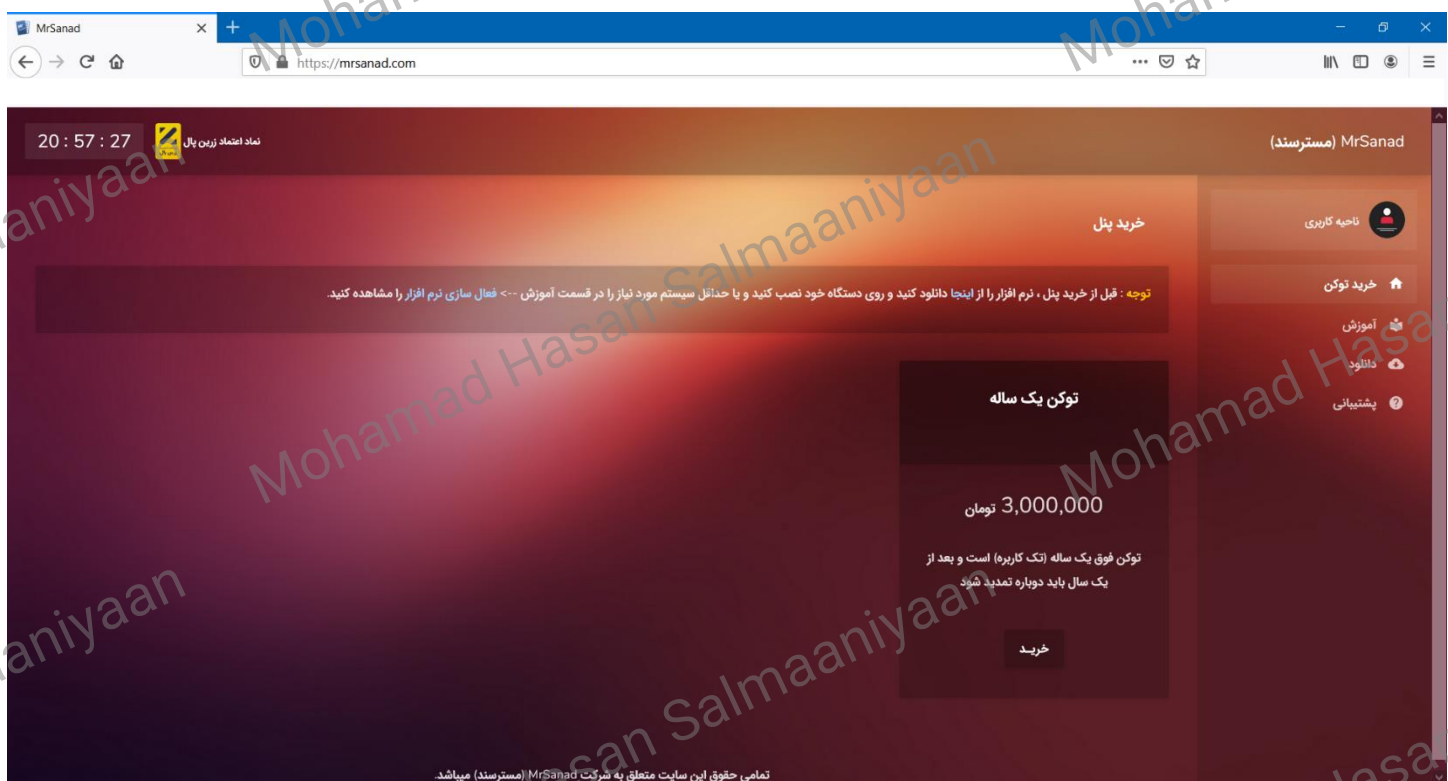 MrSanad
https://mrsanad.com
MrSanad (مسترسند)
نماد اعتماد زرین پال
20 : 57 : 27
ناحیه کاربری
خرید توکن
آموزش
دانلود
پشتیبانی
خرید پنل
توجه : قبل از خرید پنل ، نرم افزار را از اینجا دانلود کنید و روی دستگاه خود نصب کنید و یا حداقل سیستم مورد نیاز را در قسمت آموزش --> فعال سازی نرم افزار را مشاهده کنید.
توکن یک ساله
3,000,000 تومان
توکن فوق یک ساله (تک کاربره) است و بعد از
یک سال باید دوباره تمدید شود
خریـد
تمامی حقوق این سایت متعلق به شرکت MrSanad (مسترسند) میباشد.
Mohamad Hasan Salmaaniyaan